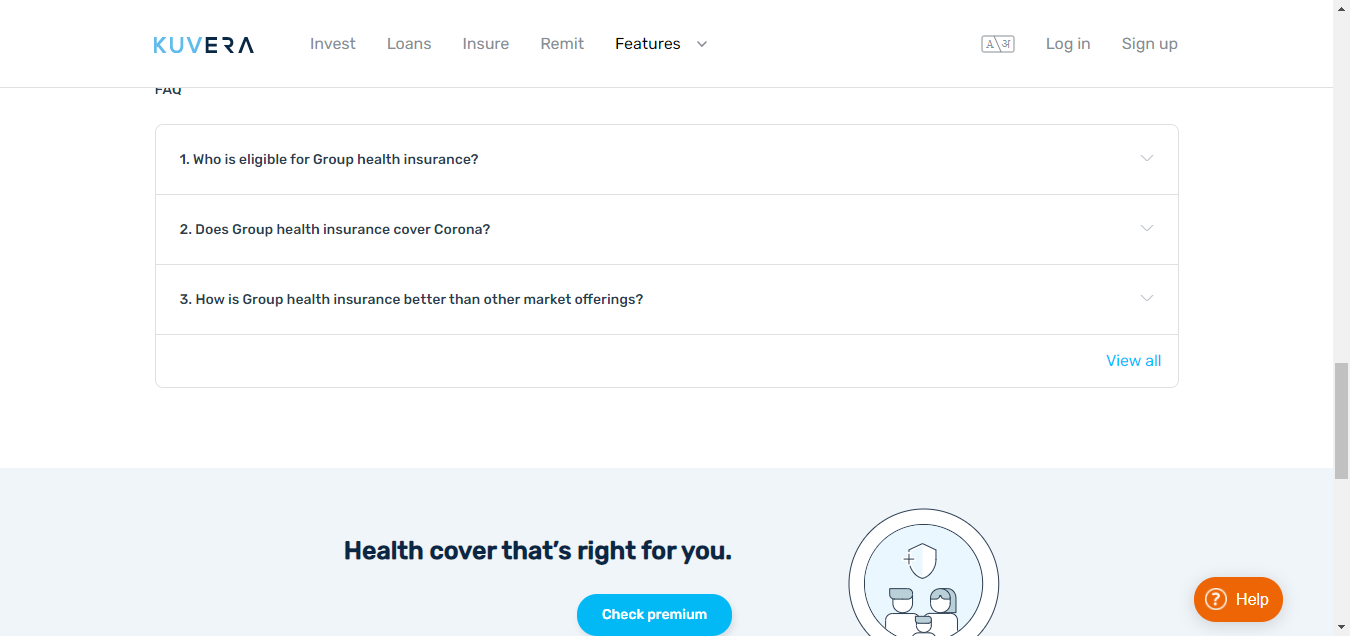 KUVERA Invest Loans Insure Remit Features A\अ Log in Sign up
FAQ
1. Who is eligible for Group health insurance?
2. Does Group health insurance cover Corona?
3. How is Group health insurance better than other market offerings?
View all
Health cover that’s right for you.
Check premium
? Help